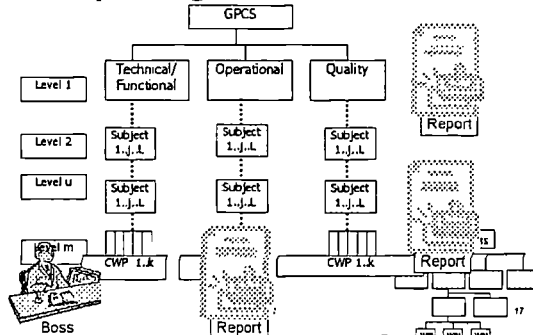 GPCS
Technical/
Functional
Operational
Quality
Level 1
Report
Level 2
Subject
1..j..L
Subject
1..j..L
Subject
1..j..L
Level u
Subject
1..j..L
Subject
1..j..L
Subject
1..j..L
Level m
CWP 1..k
CWP 1..k
Report
17
Boss
Report